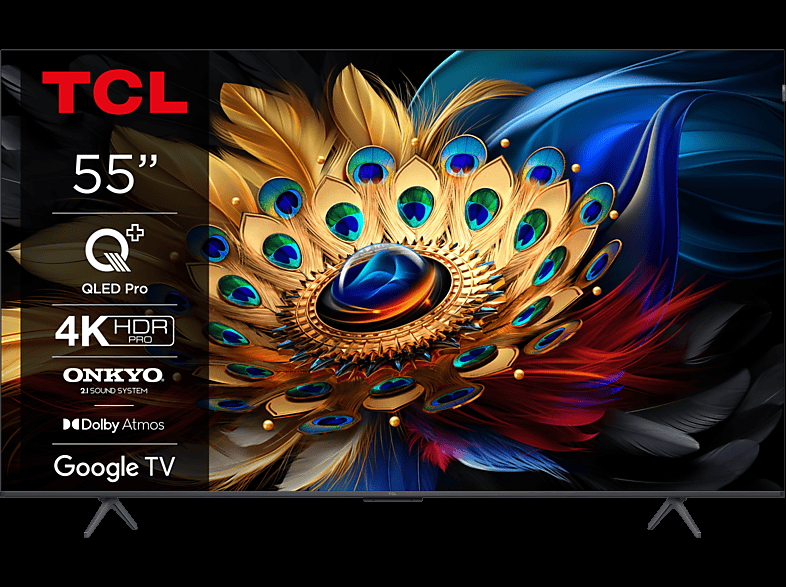 TCL
55”
Q+
QLED Pro
4K HDR PRO
ONKYO
2.1 SOUND SYSTEM
Dolby Atmos
Google TV